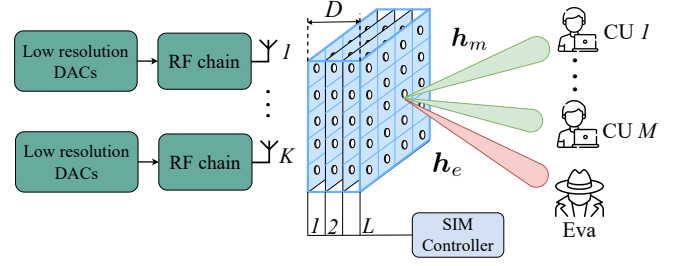 Low resolution
DACs
RF chain
1
Low resolution
DACs
RF chain
K
D
1 2 L
SIM
Controller
h_m
h_e
CU 1
CU M
Eva